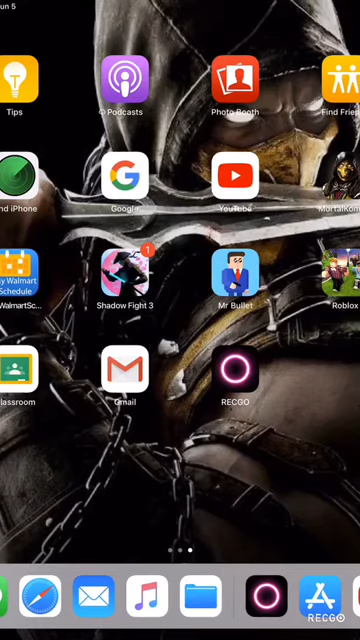 un 5
Tips
Podcasts
Photo Booth
Find Frien
nd iPhone
Google
YouTube
MortalKom
y Walmart
Schedule
WalmartSc...
1
Shadow Fight 3
Mr Bullet
Roblox
lassroom
Gmail
RECGO
RECGO